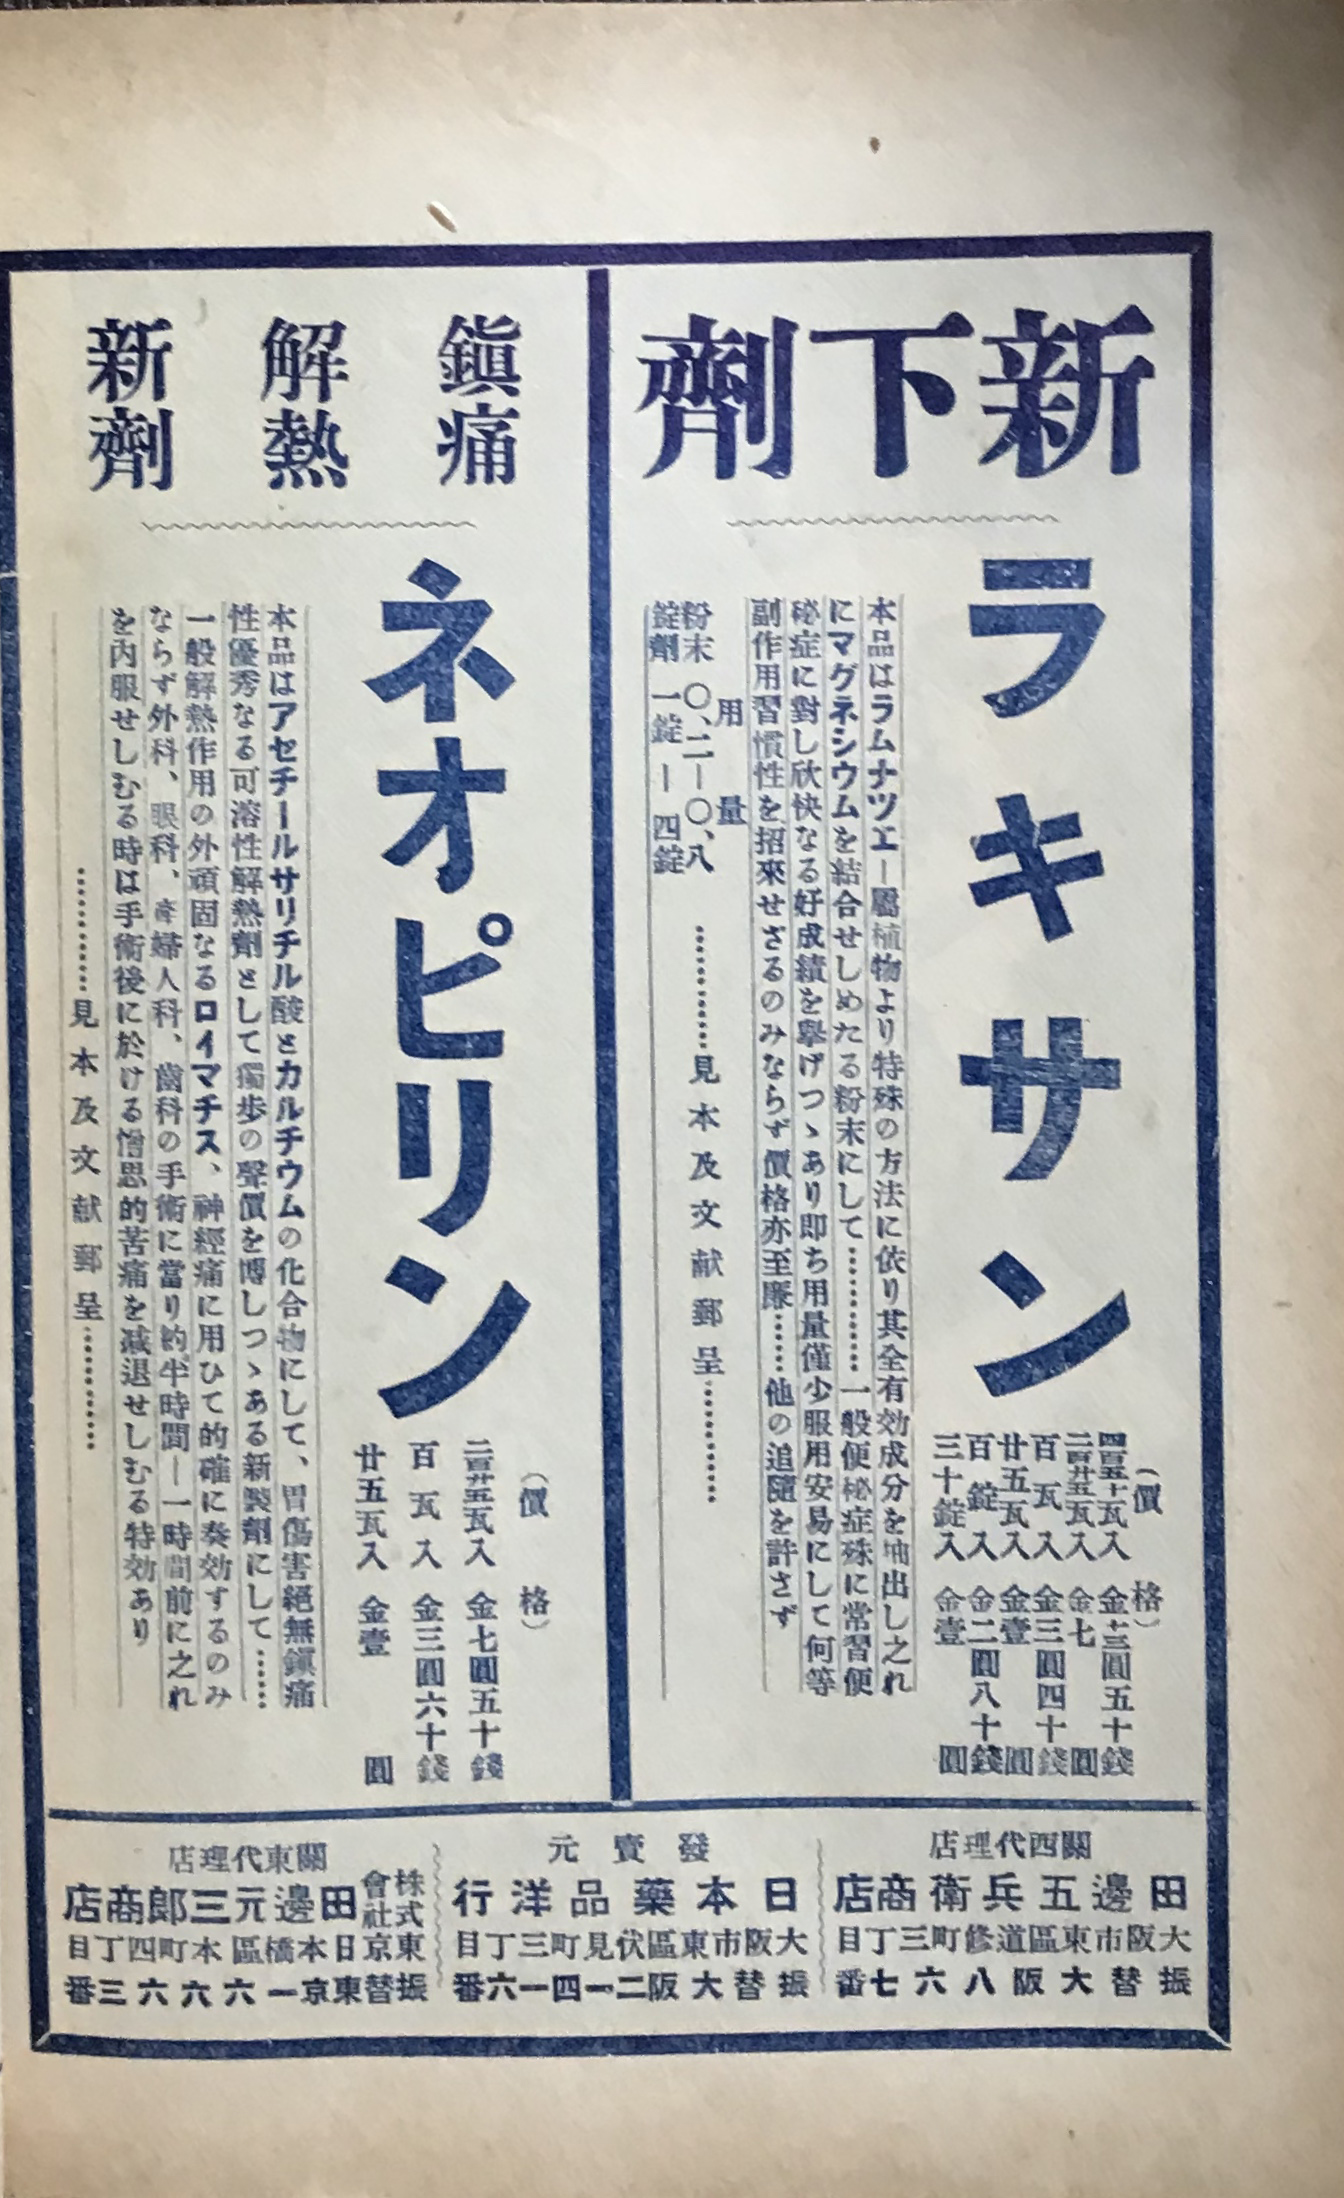 新下劑
ラキサン
(價格)
四百五十瓦入 金十三圓五十錢
二百廿五瓦入 金七圓
百瓦入 金三圓四十錢
廿五瓦入 金壹圓
百錠入 金二圓八十錢
三十錠入 金壹圓
本品はラムナツエー屬植物より特殊の方法に依り其全有効成分を抽出し之れ
にマグネシウムを結合せしめたる粉末にして…………一般便秘症殊に常習便
秘症に對し欣快なる好成績を擧げつゝあり即ち用量僅少服用安易にして何等
副作用習慣性を招來せざるのみならず價格亦至廉……他の追隨を許さず
用量
粉末 〇、二ー〇、八
錠劑 一錠ー四錠
…………見本及文献郵呈…………
鎭痛
解熱
新劑
ネオピリン
(價格)
二百廿五瓦入 金七圓五十錢
百瓦入 金三圓六十錢
廿五瓦入 金壹圓
本品はアセチールサリチル酸とカルチウムの化合物にして、胃傷害絕無鎭痛
性優秀なる可溶性解熱劑として獨步の聲價を博しつゝある新製劑にして……
一般解熱作用の外頑固なるロイマチス、神經痛に用ひて的確に奏効するのみ
ならず外科、眼科、產婦人科、齒科の手術に當り約半時間ー一時間前に之れ
を內服せしむる時は手術後に於ける憎思的苦痛を減退せしむる特効あり
…………見本及文献郵呈…………
關西代理店
田邊五兵衞商店
大阪市東區道修町三丁目
振替大阪八六七番
發賣元
日本藥品洋行
大阪市東區伏見町三丁目
振替大阪二一四一六番
關東代理店
株式會社田邊元三郎商店
東京日本橋區本町四丁目
振替東京一六六六三番